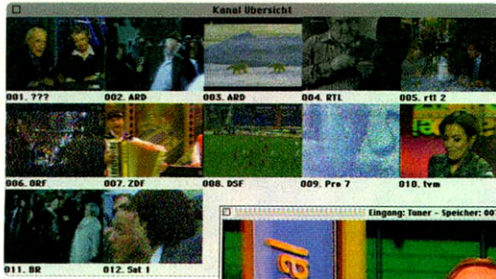 Kanal Übersicht
001. ???
002. ARD
003. ARD
004. RTL
005. rtl 2
006. ORF
007. ZDF
008. DSF
009. Pro 7
010. tvm
011. BR
012. Sat 1
Eingang: Tuner - Speicher: 00
al